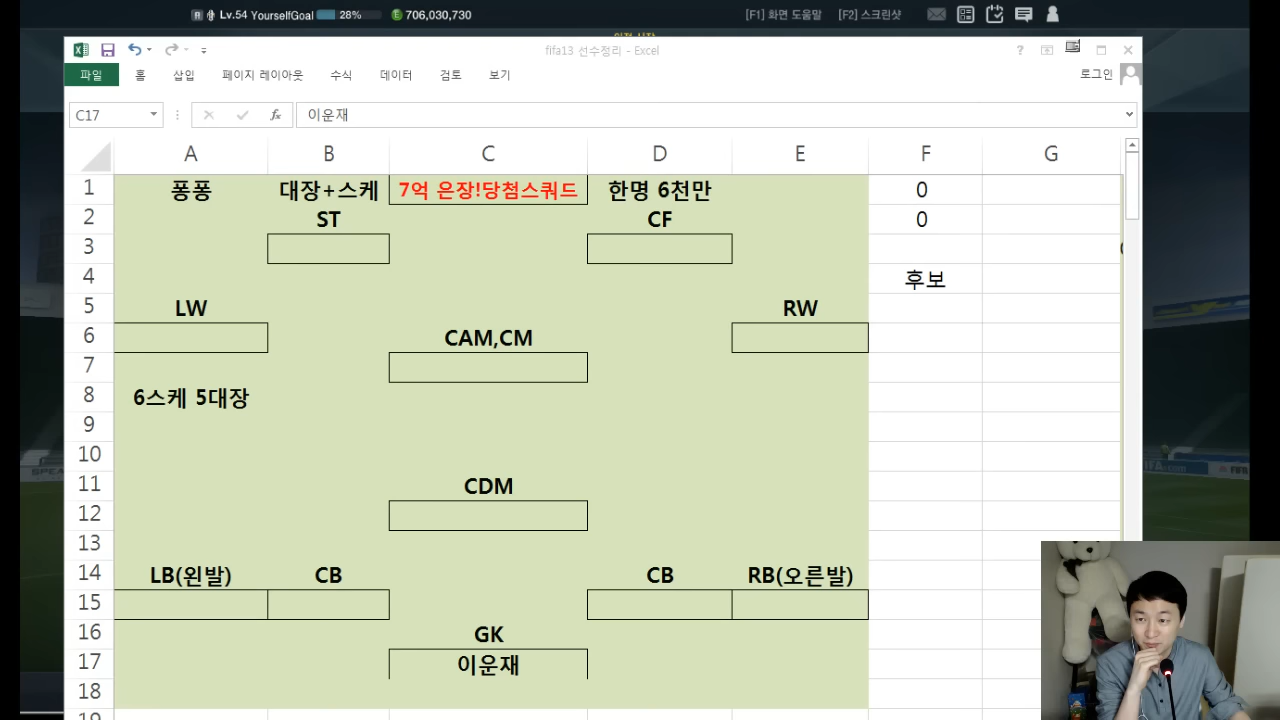 Lv.54 YourselfGoal 28% E 706,030,730 [F1] 화면 도움말 [F2] 스크린샷
fifa13 선수정리 - Excel ?
파일 홈 삽입 페이지 레이아웃 수식 데이터 검토 보기 로그인
C17 fx 이운재
A B C D E F G
1 퐁퐁 대장+스케 7억 은장!당첨스쿼드 한명 6천만 0
2 ST CF 0
3
4 후보
5 LW RW
6 CAM,CM
7
8 6스케 5대장
9
10
11 CDM
12
13
14 LB(왼발) CB CB RB(오른발)
15
16 GK
17 이운재
18
19